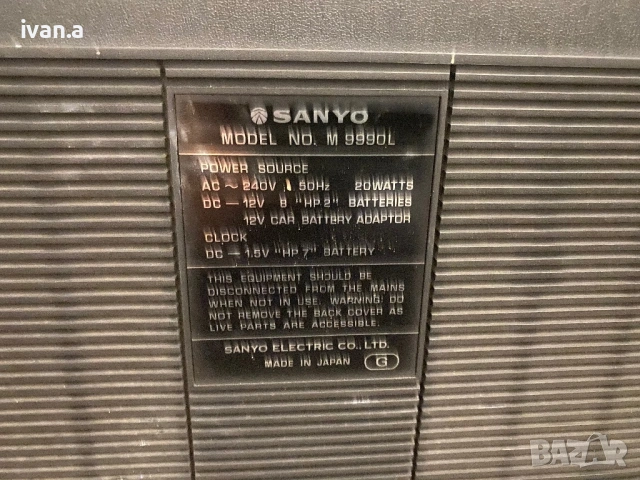 ivan.a
SANYO
MODEL NO. M 9990L
POWER SOURCE
AC ~ 240V 50Hz 20WATTS
DC — 12V 8 "HP 2" BATTERIES
12V CAR BATTERY ADAPTOR
CLOCK
DC — 1.5V "HP 7" BATTERY
THIS EQUIPMENT SHOULD BE
DISCONNECTED FROM THE MAINS
WHEN NOT IN USE. WARNING: DO
NOT REMOVE THE BACK COVER AS
LIVE PARTS ARE ACCESSIBLE.
SANYO ELECTRIC CO., LTD.
MADE IN JAPAN G
BAZAR